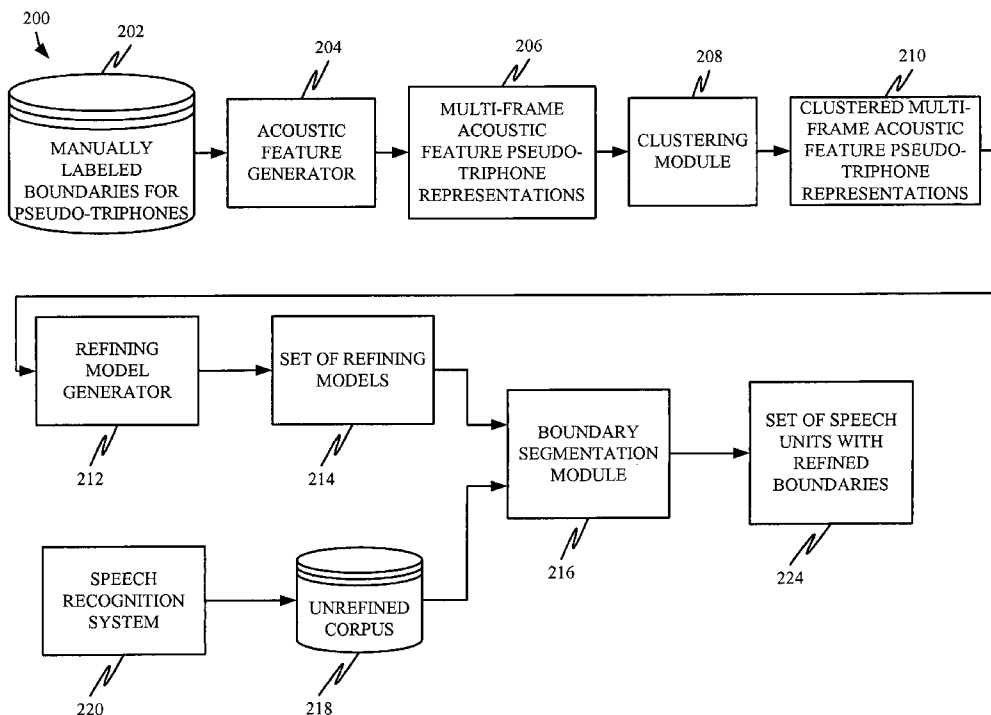 200
202
204
206
208
210
MANUALLY
LABELED
BOUNDARIES FOR
PSEUDO-TRIPHONES
ACOUSTIC
FEATURE
GENERATOR
MULTI-FRAME
ACOUSTIC
FEATURE PSEUDO-
TRIPHONE
REPRESENTATIONS
CLUSTERING
MODULE
CLUSTERED MULTI-
FRAME ACOUSTIC
FEATURE PSEUDO-
TRIPHONE
REPRESENTATIONS
REFINING
MODEL
GENERATOR
212
SET OF REFINING
MODELS
214
BOUNDARY
SEGMENTATION
MODULE
216
SET OF SPEECH
UNITS WITH
REFINED
BOUNDARIES
224
SPEECH
RECOGNITION
SYSTEM
220
UNREFINED
CORPUS
218